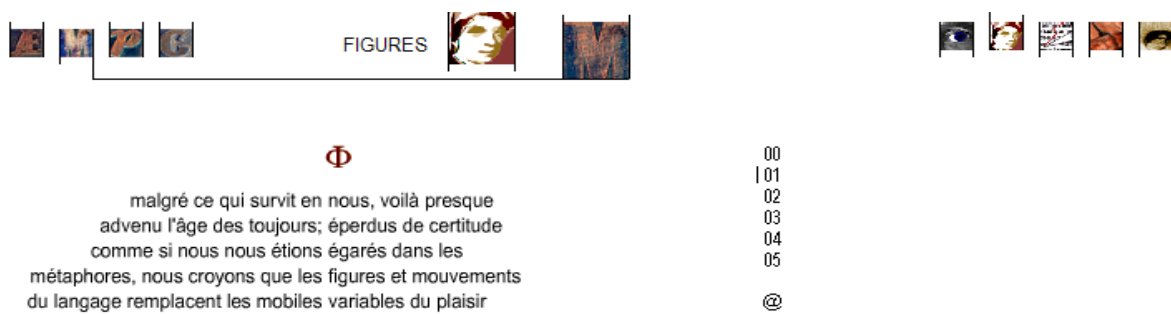 Æ M P C
FIGURES
M
Φ
malgré ce qui survit en nous, voilà presque
advenu l'âge des toujours; éperdus de certitude
comme si nous nous étions égarés dans les
métaphores, nous croyons que les figures et mouvements
du langage remplacent les mobiles variables du plaisir
00
| 01
02
03
04
05
@